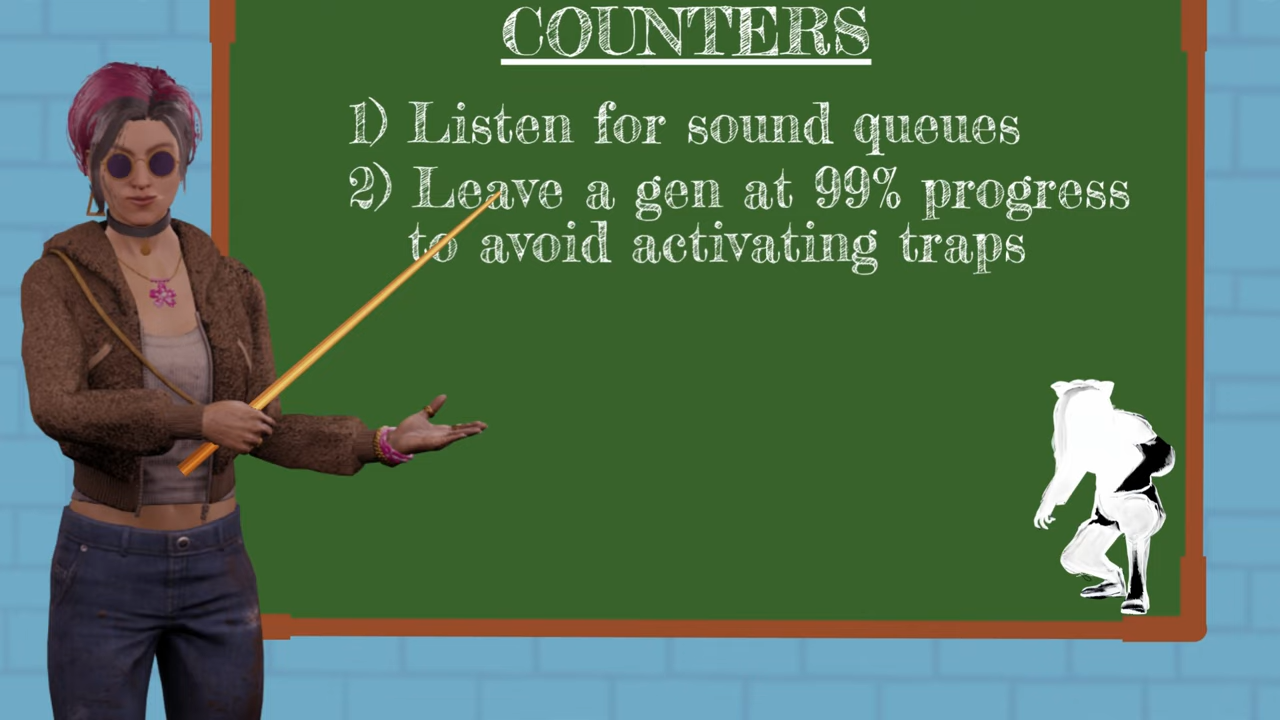 COUNTERS
1) Listen for sound queues
2) Leave a gen at 99% progress
to avoid activating traps